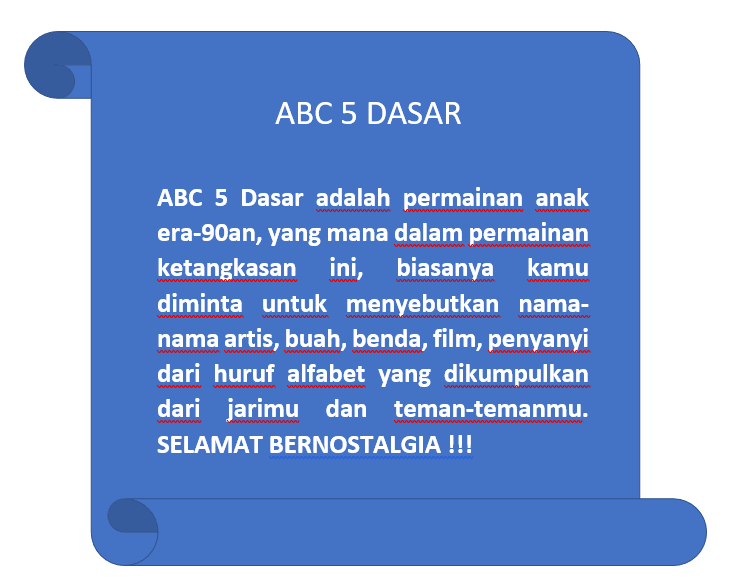 ABC 5 DASAR
ABC 5 Dasar adalah permainan anak
era-90an, yang mana dalam permainan
ketangkasan ini, biasanya kamu
diminta untuk menyebutkan nama-
nama artis, buah, benda, film, penyanyi
dari huruf alfabet yang dikumpulkan
dari jarimu dan teman-temanmu.
SELAMAT BERNOSTALGIA !!!